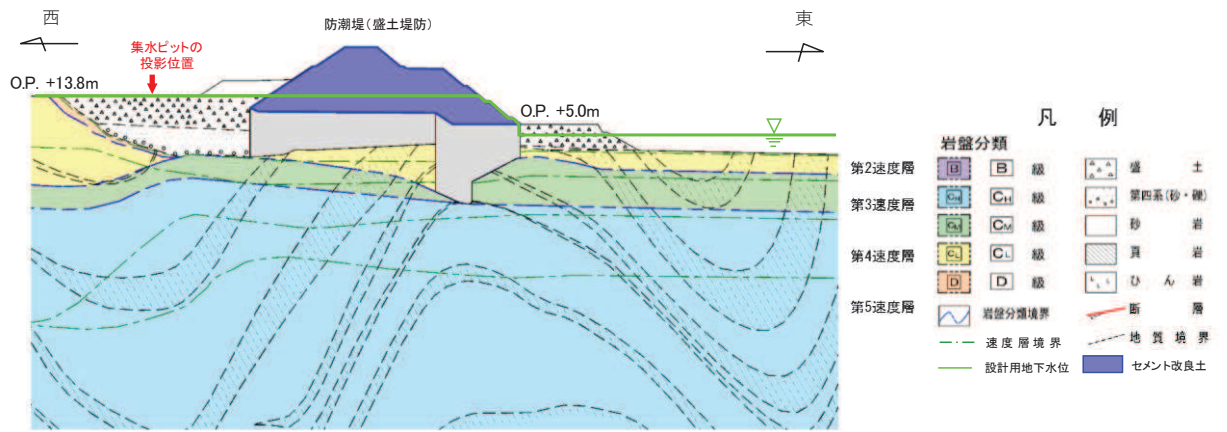 西
東
防潮堤(盛土堤防)
集水ピットの
投影位置
O.P. +13.8m
O.P. +5.0m
第2速度層
第3速度層
第4速度層
第5速度層
凡 例
岩盤分類
B B 級
CH CH 級
CM CM 級
CL CL 級
D D 級
岩盤分類境界
速度層境界
設計用地下水位
盛 土
第四系(砂・礫)
砂 岩
頁 岩
ひん岩
断 層
地質境界
セメント改良土